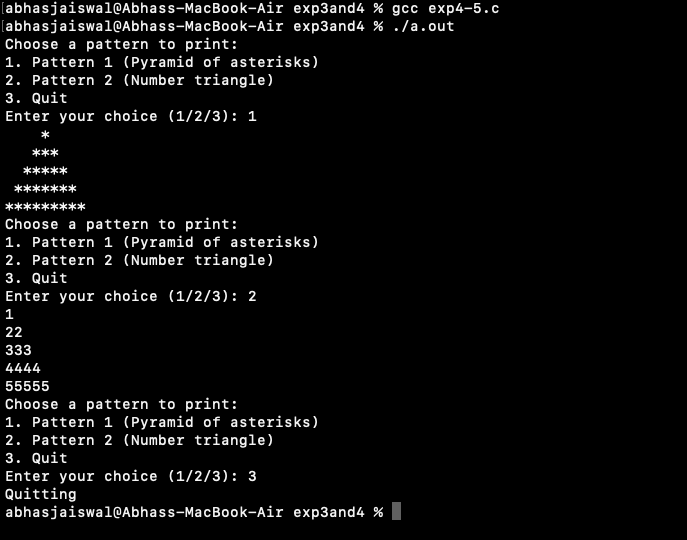 [abhasjaiswal@Abhass-MacBook-Air exp3and4 % gcc exp4-5.c
[abhasjaiswal@Abhass-MacBook-Air exp3and4 % ./a.out
Choose a pattern to print:
1. Pattern 1 (Pyramid of asterisks)
2. Pattern 2 (Number triangle)
3. Quit
Enter your choice (1/2/3): 1
    *
   ***
  *****
 *******
*********
Choose a pattern to print:
1. Pattern 1 (Pyramid of asterisks)
2. Pattern 2 (Number triangle)
3. Quit
Enter your choice (1/2/3): 2
1
22
333
4444
55555
Choose a pattern to print:
1. Pattern 1 (Pyramid of asterisks)
2. Pattern 2 (Number triangle)
3. Quit
Enter your choice (1/2/3): 3
Quitting
abhasjaiswal@Abhass-MacBook-Air exp3and4 %